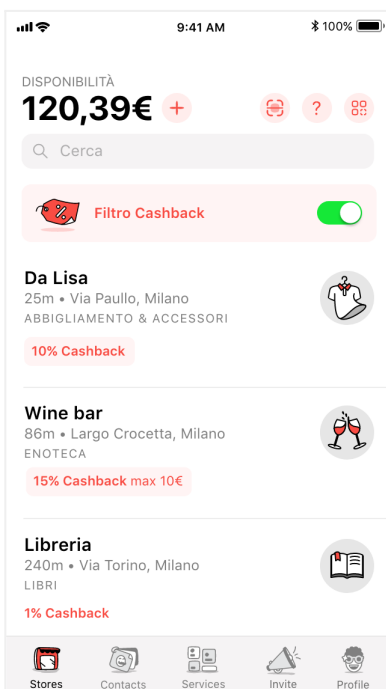 9:41 AM
100%
DISPONIBILITÀ
120,39€
+
?
Cerca
%
Filtro Cashback
Da Lisa
25m • Via Paullo, Milano
ABBIGLIAMENTO & ACCESSORI
10% Cashback
Wine bar
86m • Largo Crocetta, Milano
ENOTECA
15% Cashback max 10€
Libreria
240m • Via Torino, Milano
LIBRI
1% Cashback
Stores
Contacts
Services
Invite
Profile